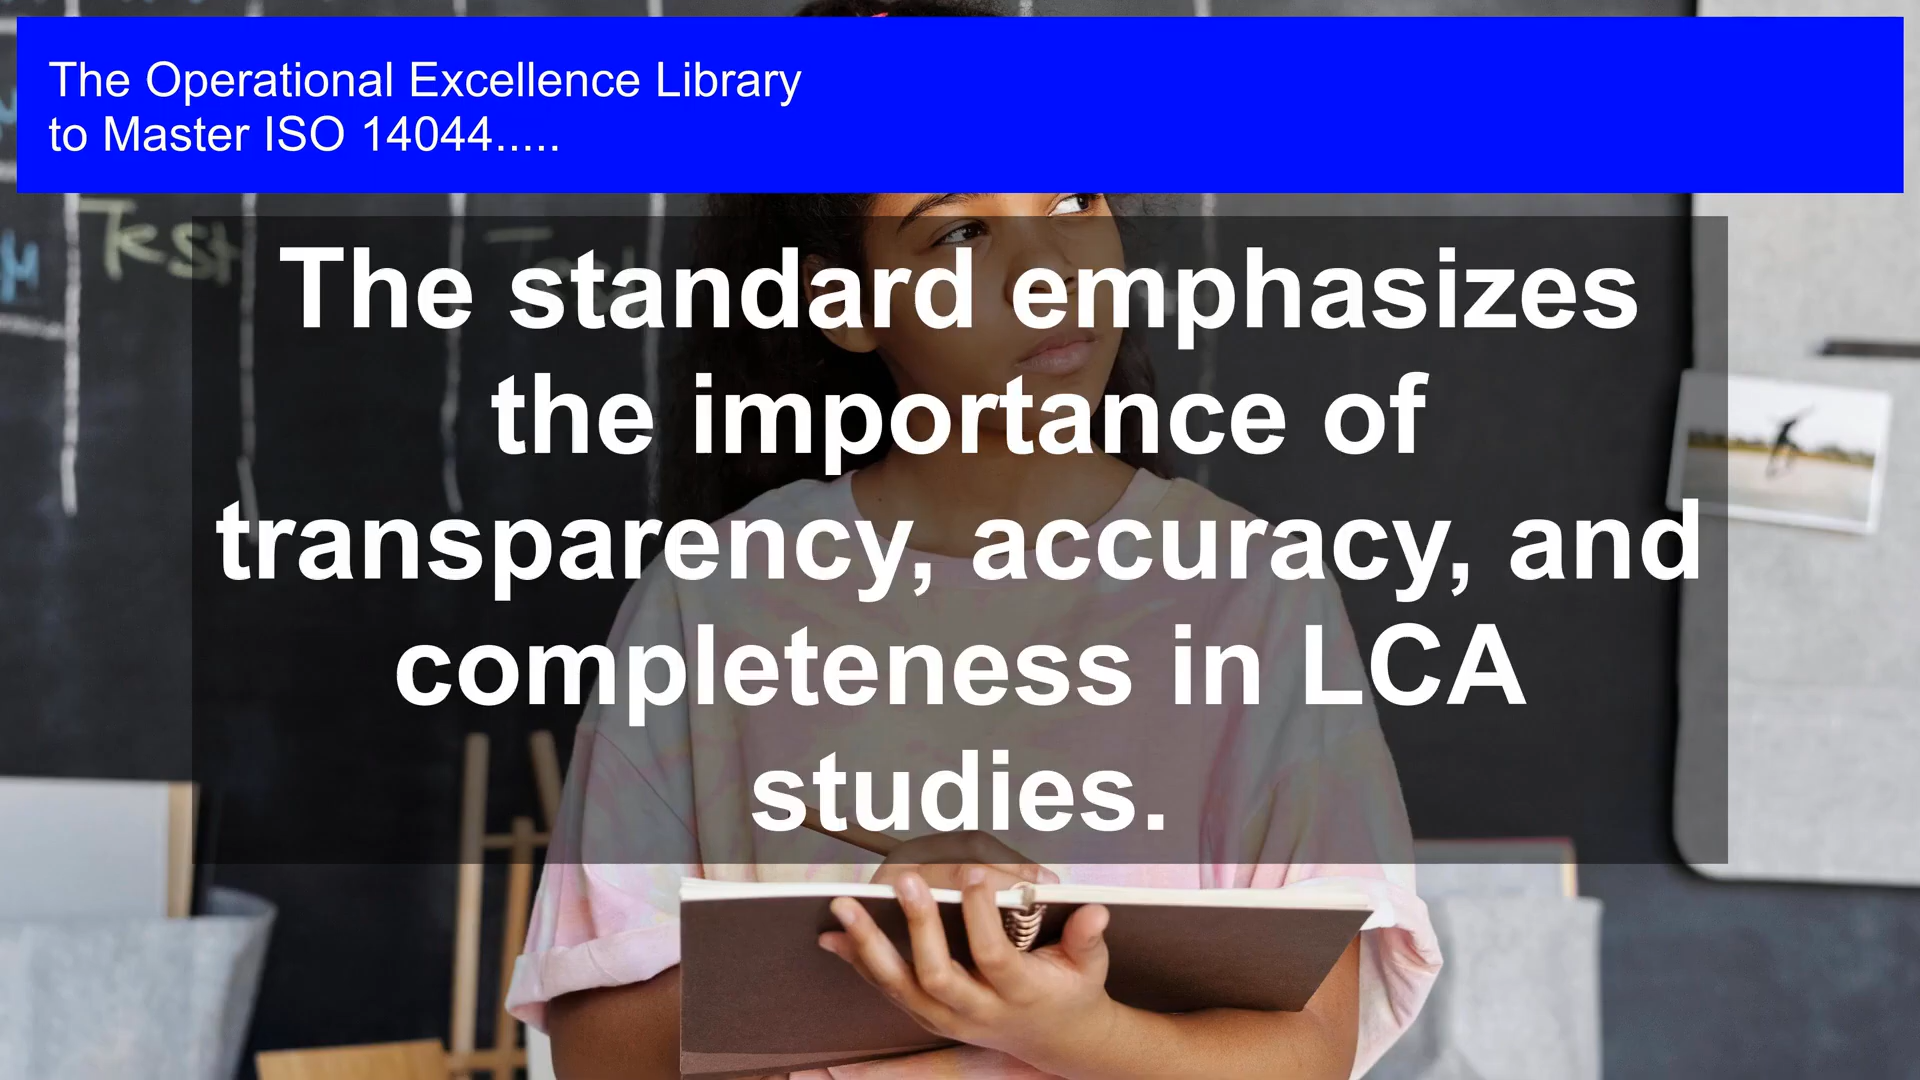 The Operational Excellence Library
to Master ISO 14044.....
Test
The standard emphasizes
the importance of
transparency, accuracy, and
completeness in LCA
studies.